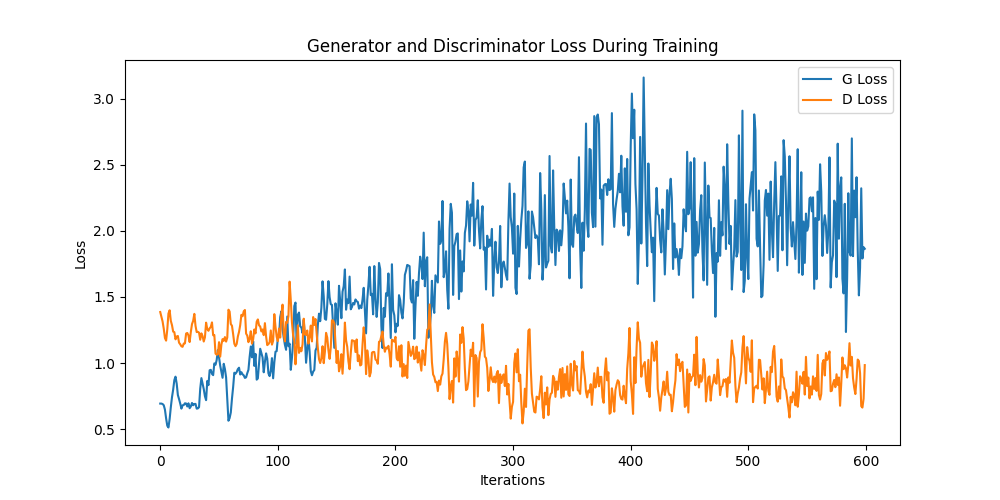 Generator and Discriminator Loss During Training
G Loss
D Loss
3.0
2.5
2.0
1.5
1.0
0.5
Loss
0 100 200 300 400 500 600
Iterations